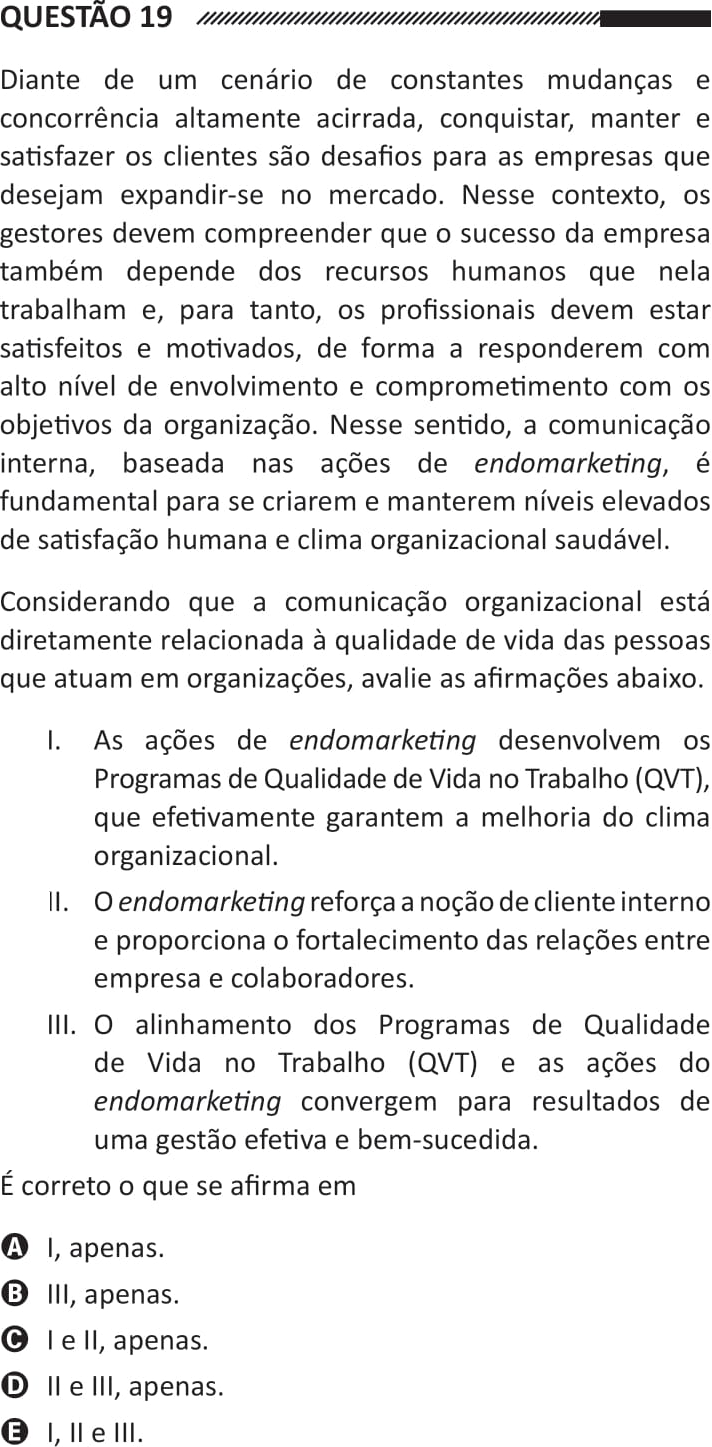 QUESTÃO 19
Diante de um cenário de constantes mudanças e
concorrência altamente acirrada, conquistar, manter e
satisfazer os clientes são desafios para as empresas que
desejam expandir-se no mercado. Nesse contexto, os
gestores devem compreender que o sucesso da empresa
também depende dos recursos humanos que nela
trabalham e, para tanto, os profissionais devem estar
satisfeitos e motivados, de forma a responderem com
alto nível de envolvimento e comprometimento com os
objetivos da organização. Nesse sentido, a comunicação
interna, baseada nas ações de endomarketing, é
fundamental para se criarem e manterem níveis elevados
de satisfação humana e clima organizacional saudável.
Considerando que a comunicação organizacional está
diretamente relacionada à qualidade de vida das pessoas
que atuam em organizações, avalie as afirmações abaixo.
I. As ações de endomarketing desenvolvem os
Programas de Qualidade de Vida no Trabalho (QVT),
que efetivamente garantem a melhoria do clima
organizacional.
II. O endomarketing reforça a noção de cliente interno
e proporciona o fortalecimento das relações entre
empresa e colaboradores.
III. O alinhamento dos Programas de Qualidade
de Vida no Trabalho (QVT) e as ações do
endomarketing convergem para resultados de
uma gestão efetiva e bem-sucedida.
É correto o que se afirma em
A I, apenas.
B III, apenas.
C I e II, apenas.
D II e III, apenas.
E I, II e III.